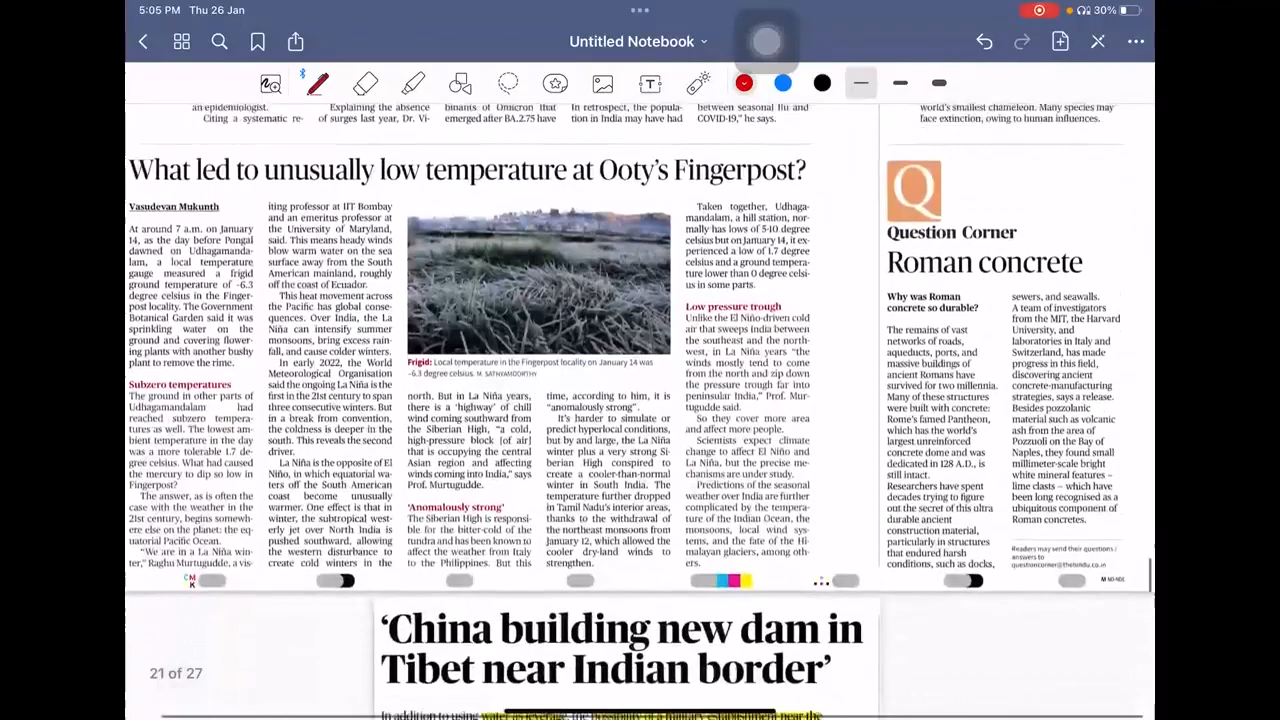 5:05 PM Thu 26 Jan
30%
Untitled Notebook
an epidemiologist.
Citing a systematic re-
Explaining the absence
of surges last year, Dr. Vi-
binants of Omicron that
emerged after BA.2.75 have
In retrospect, the popula-
tion in India may have had
between seasonal flu and
COVID-19," he says.
world's smallest chameleon. Many species may
face extinction, owing to human influences.
What led to unusually low temperature at Ooty's Fingerpost?
Vasudevan Mukunth
At around 7 a.m. on January
14, as the day before Pongal
dawned on Udhagamanda-
lam, a local temperature
gauge measured a frigid
ground temperature of -6.3
degree celsius in the Finger-
post locality. The Government
Botanical Garden said it was
sprinkling water on the
ground and covering flower-
ing plants with another bushy
plant to remove the rime.
Subzero temperatures
The ground in other parts of
Udhagamandalam had
reached subzero tempera-
tures as well. The lowest am-
bient temperature in the day
was a more tolerable 1.7 de-
gree celsius. What had caused
the mercury to dip so low in
Fingerpost?
The answer, as is often the
case with the weather in the
21st century, begins somewh-
ere else on the planet: the eq-
uatorial Pacific Ocean.
"We are in a La Niña win-
ter," Raghu Murtugudde, a vis-
iting professor at IIT Bombay
and an emeritus professor at
the University of Maryland,
said. This means heady winds
blow warm water on the sea
surface away from the South
American mainland, roughly
off the coast of Ecuador.
This heat movement across
the Pacific has global conse-
quences. Over India, the La
Niña can intensify summer
monsoons, bring excess rain-
fall, and cause colder winters.
In early 2022, the World
Meteorological Organisation
said the ongoing La Niña is the
first in the 21st century to span
three consecutive winters. But
in a break from convention,
the coldness is deeper in the
south. This reveals the second
driver.
La Niña is the opposite of El
Niño, in which equatorial wa-
ters off the South American
coast become unusually
warmer. One effect is that in
winter, the subtropical west-
erly jet over North India is
pushed southward, allowing
the western disturbance to
create cold winters in the
Frigid: Local temperature in the Fingerpost locality on January 14 was
-6.3 degree celsius. M. SATHYAMOORTHY
north. But in La Niña years,
there is a 'highway' of chill
wind coming southward from
the Siberian High, "a cold,
high-pressure block [of air]
that is occupying the central
Asian region and affecting
winds coming into India," says
Prof. Murtugudde.
'Anomalously strong'
The Siberian High is responsi-
ble for the bitter-cold of the
tundra and has been known to
affect the weather from Italy
to the Philippines. But this
time, according to him, it is
"anomalously strong".
It's harder to simulate or
predict hyperlocal conditions,
but by and large, the La Niña
winter plus a very strong Si-
berian High conspired to
create a cooler-than-normal
winter in South India. The
temperature further dropped
in Tamil Nadu's interior areas,
thanks to the withdrawal of
the northeast monsoons from
January 12, which allowed the
cooler dry-land winds to
strengthen.
Taken together, Udhaga-
mandalam, a hill station, nor-
mally has lows of 5-10 degree
celsius but on January 14, it ex-
perienced a low of 1.7 degree
celsius and a ground tempera-
ture lower than 0 degree celsi-
us in some parts.
Low pressure trough
Unlike the El Niño-driven cold
air that sweeps India between
the southeast and the north-
west, in La Niña years "the
winds mostly tend to come
from the north and zip down
the pressure trough far into
peninsular India," Prof. Mur-
tugudde said.
So they cover more area
and affect more people.
Scientists expect climate
change to affect El Niño and
La Niña, but the precise me-
chanisms are under study.
Predictions of the seasonal
weather over India are further
complicated by the tempera-
ture of the Indian Ocean, the
monsoons, local wind sys-
tems, and the fate of the Hi-
malayan glaciers, among oth-
ers.
Q
Question Corner
Roman concrete
Why was Roman
concrete so durable?
The remains of vast
networks of roads,
aqueducts, ports, and
massive buildings of
ancient Romans have
survived for two millennia.
Many of these structures
were built with concrete:
Rome's famed Pantheon,
which has the world's
largest unreinforced
concrete dome and was
dedicated in 128 A.D., is
still intact.
Researchers have spent
decades trying to figure
out the secret of this ultra
durable ancient
construction material,
particularly in structures
that endured harsh
conditions, such as docks,
sewers, and seawalls.
A team of investigators
from the MIT, the Harvard
University, and
laboratories in Italy and
Switzerland, has made
progress in this field,
discovering ancient
concrete-manufacturing
strategies, says a release.
Besides pozzolanic
material such as volcanic
ash from the area of
Pozzuoli on the Bay of
Naples, they found small
millimeter-scale bright
white mineral features –
lime clasts – which have
been long recognised as a
ubiquitous component of
Roman concretes.
Readers may send their questions /
answers to
questioncorner@thehindu.co.in
C M
K
M ND-NDE
'China building new dam in
Tibet near Indian border'
21 of 27
In addition to using water as leverage, the possibility of a military establishment near the